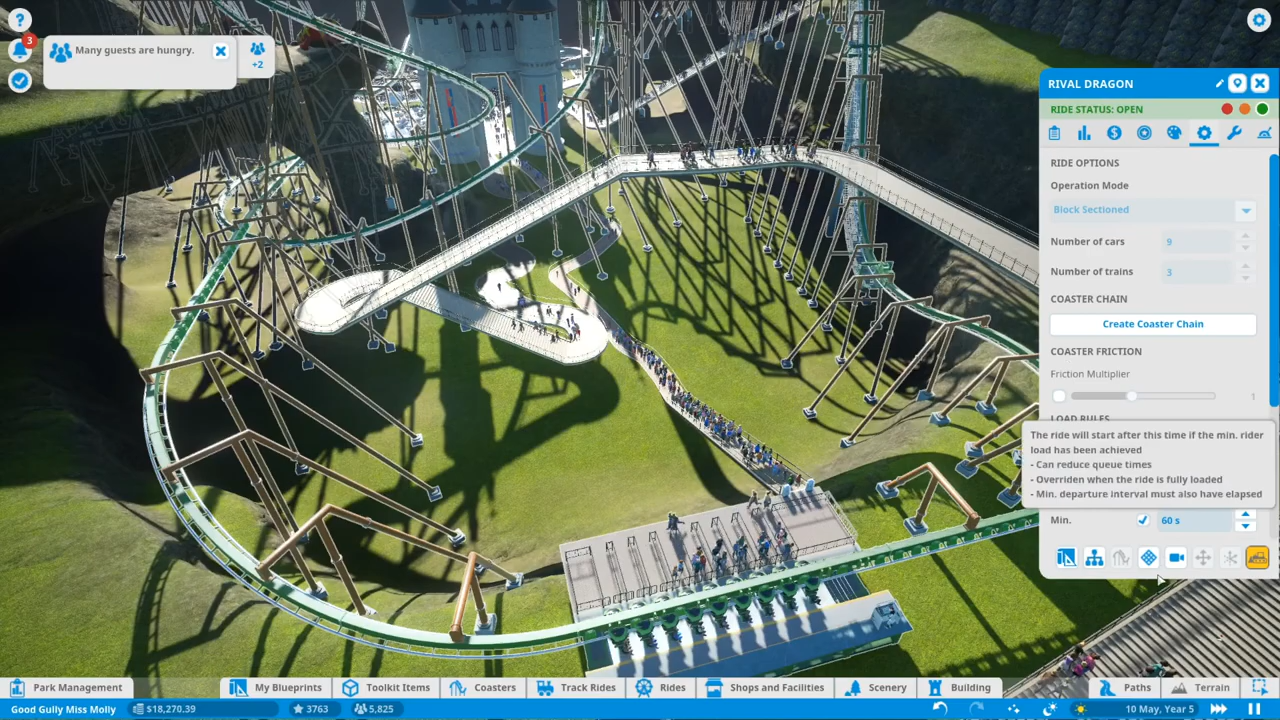 ?
3
Many guests are hungry.
+2
RIVAL DRAGON
RIDE STATUS: OPEN
RIDE OPTIONS
Operation Mode
Block Sectioned
Number of cars 9
Number of trains 3
COASTER CHAIN
Create Coaster Chain
COASTER FRICTION
Friction Multiplier
1
The ride will start after this time if the min. rider
load has been achieved
- Can reduce queue times
- Overriden when the ride is fully loaded
- Min. departure interval must also have elapsed
Min. 60 s
Park Management My Blueprints Toolkit Items Coasters Track Rides Rides Shops and Facilities Scenery Building Paths Terrain
Good Gully Miss Molly $18,270.39 3763 5,825 10 May, Year 5